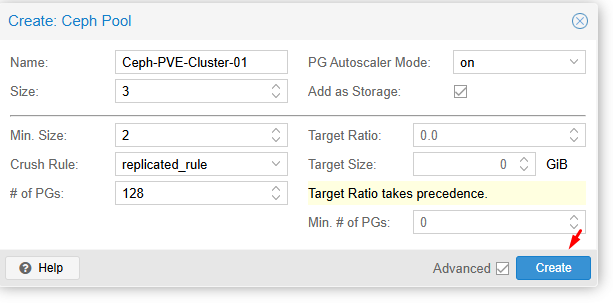 Create: Ceph Pool
Name: Ceph-PVE-Cluster-01 PG Autoscaler Mode: on
Size: 3 Add as Storage:
Min. Size: 2 Target Ratio: 0.0
Crush Rule: replicated_rule Target Size: 0 GiB
# of PGs: 128 Target Ratio takes precedence.
Min. # of PGs: 0
Help Advanced Create